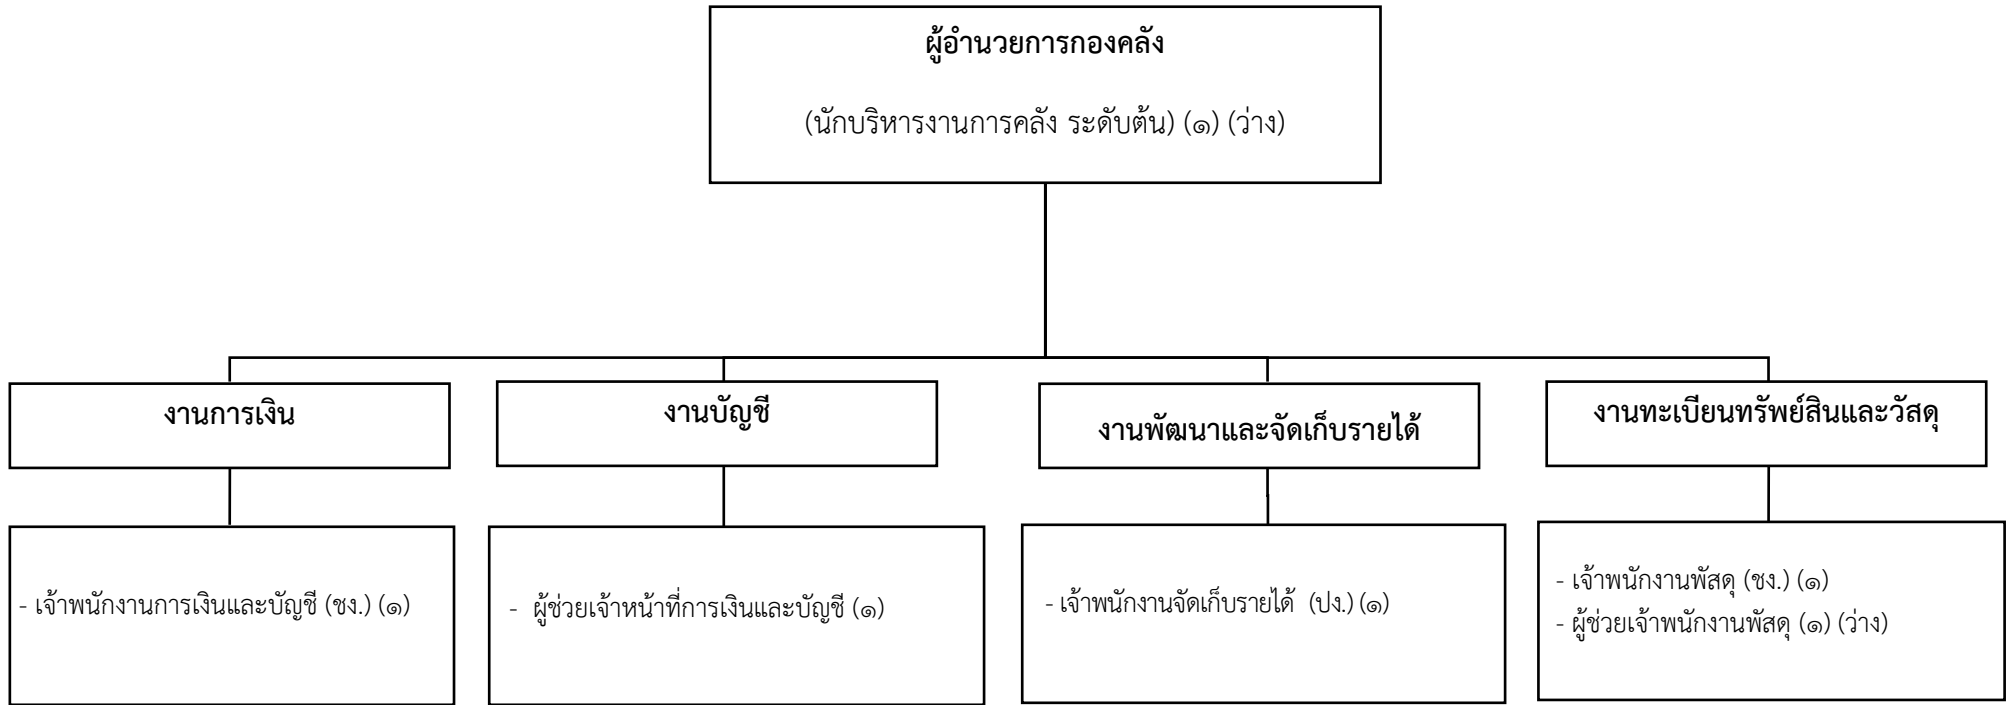 ผู้อำนวยการกองคลัง
(นักบริหารงานการคลัง ระดับต้น) (๑) (ว่าง)
งานการเงิน
งานบัญชี
งานพัฒนาและจัดเก็บรายได้
งานทะเบียนทรัพย์สินและวัสดุ
- เจ้าพนักงานการเงินและบัญชี (ชง.) (๑)
- ผู้ช่วยเจ้าหน้าที่การเงินและบัญชี (๑)
- เจ้าพนักงานจัดเก็บรายได้ (ปง.) (๑)
- เจ้าพนักงานพัสดุ (ชง.) (๑)
- ผู้ช่วยเจ้าพนักงานพัสดุ (๑) (ว่าง)